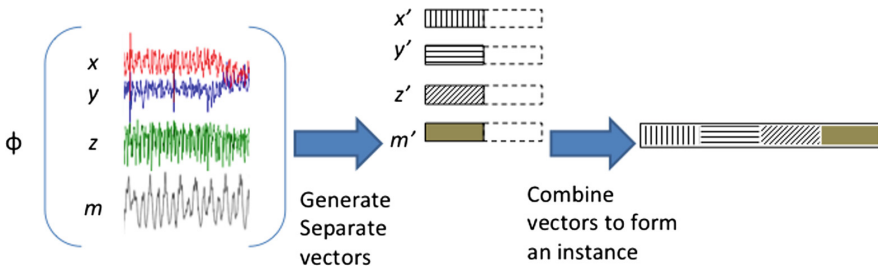 ϕ
x
y
z
m
x'
y'
z'
m'
Generate
Separate
vectors
Combine
vectors to form
an instance